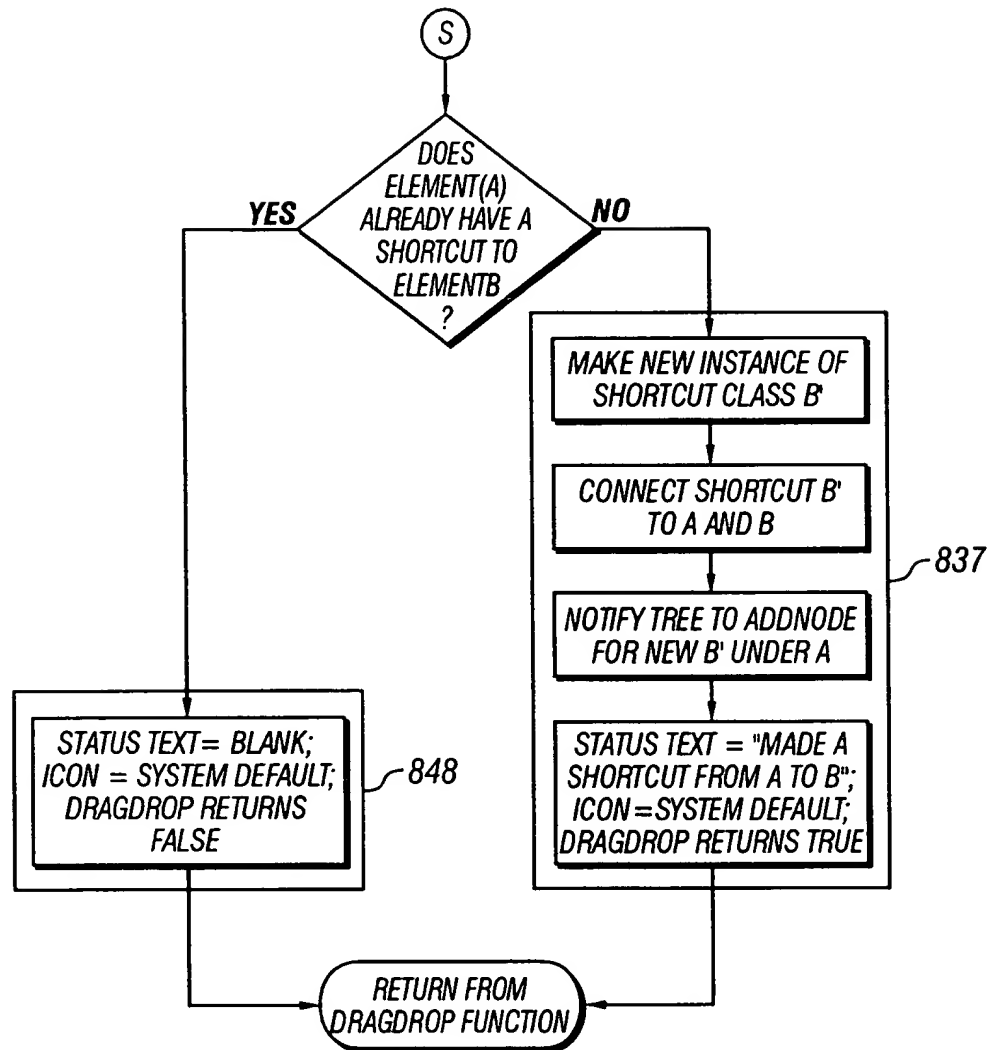 S
DOES
ELEMENT(A)
ALREADY HAVE A
SHORTCUT TO
ELEMENTB
?
YES
NO
MAKE NEW INSTANCE OF
SHORTCUT CLASS B'
CONNECT SHORTCUT B'
TO A AND B
NOTIFY TREE TO ADDNODE
FOR NEW B' UNDER A
STATUS TEXT = "MADE A
SHORTCUT FROM A TO B";
ICON=SYSTEM DEFAULT;
DRAGDROP RETURNS TRUE
837
STATUS TEXT= BLANK;
ICON = SYSTEM DEFAULT;
DRAGDROP RETURNS
FALSE
848
RETURN FROM
DRAGDROP FUNCTION